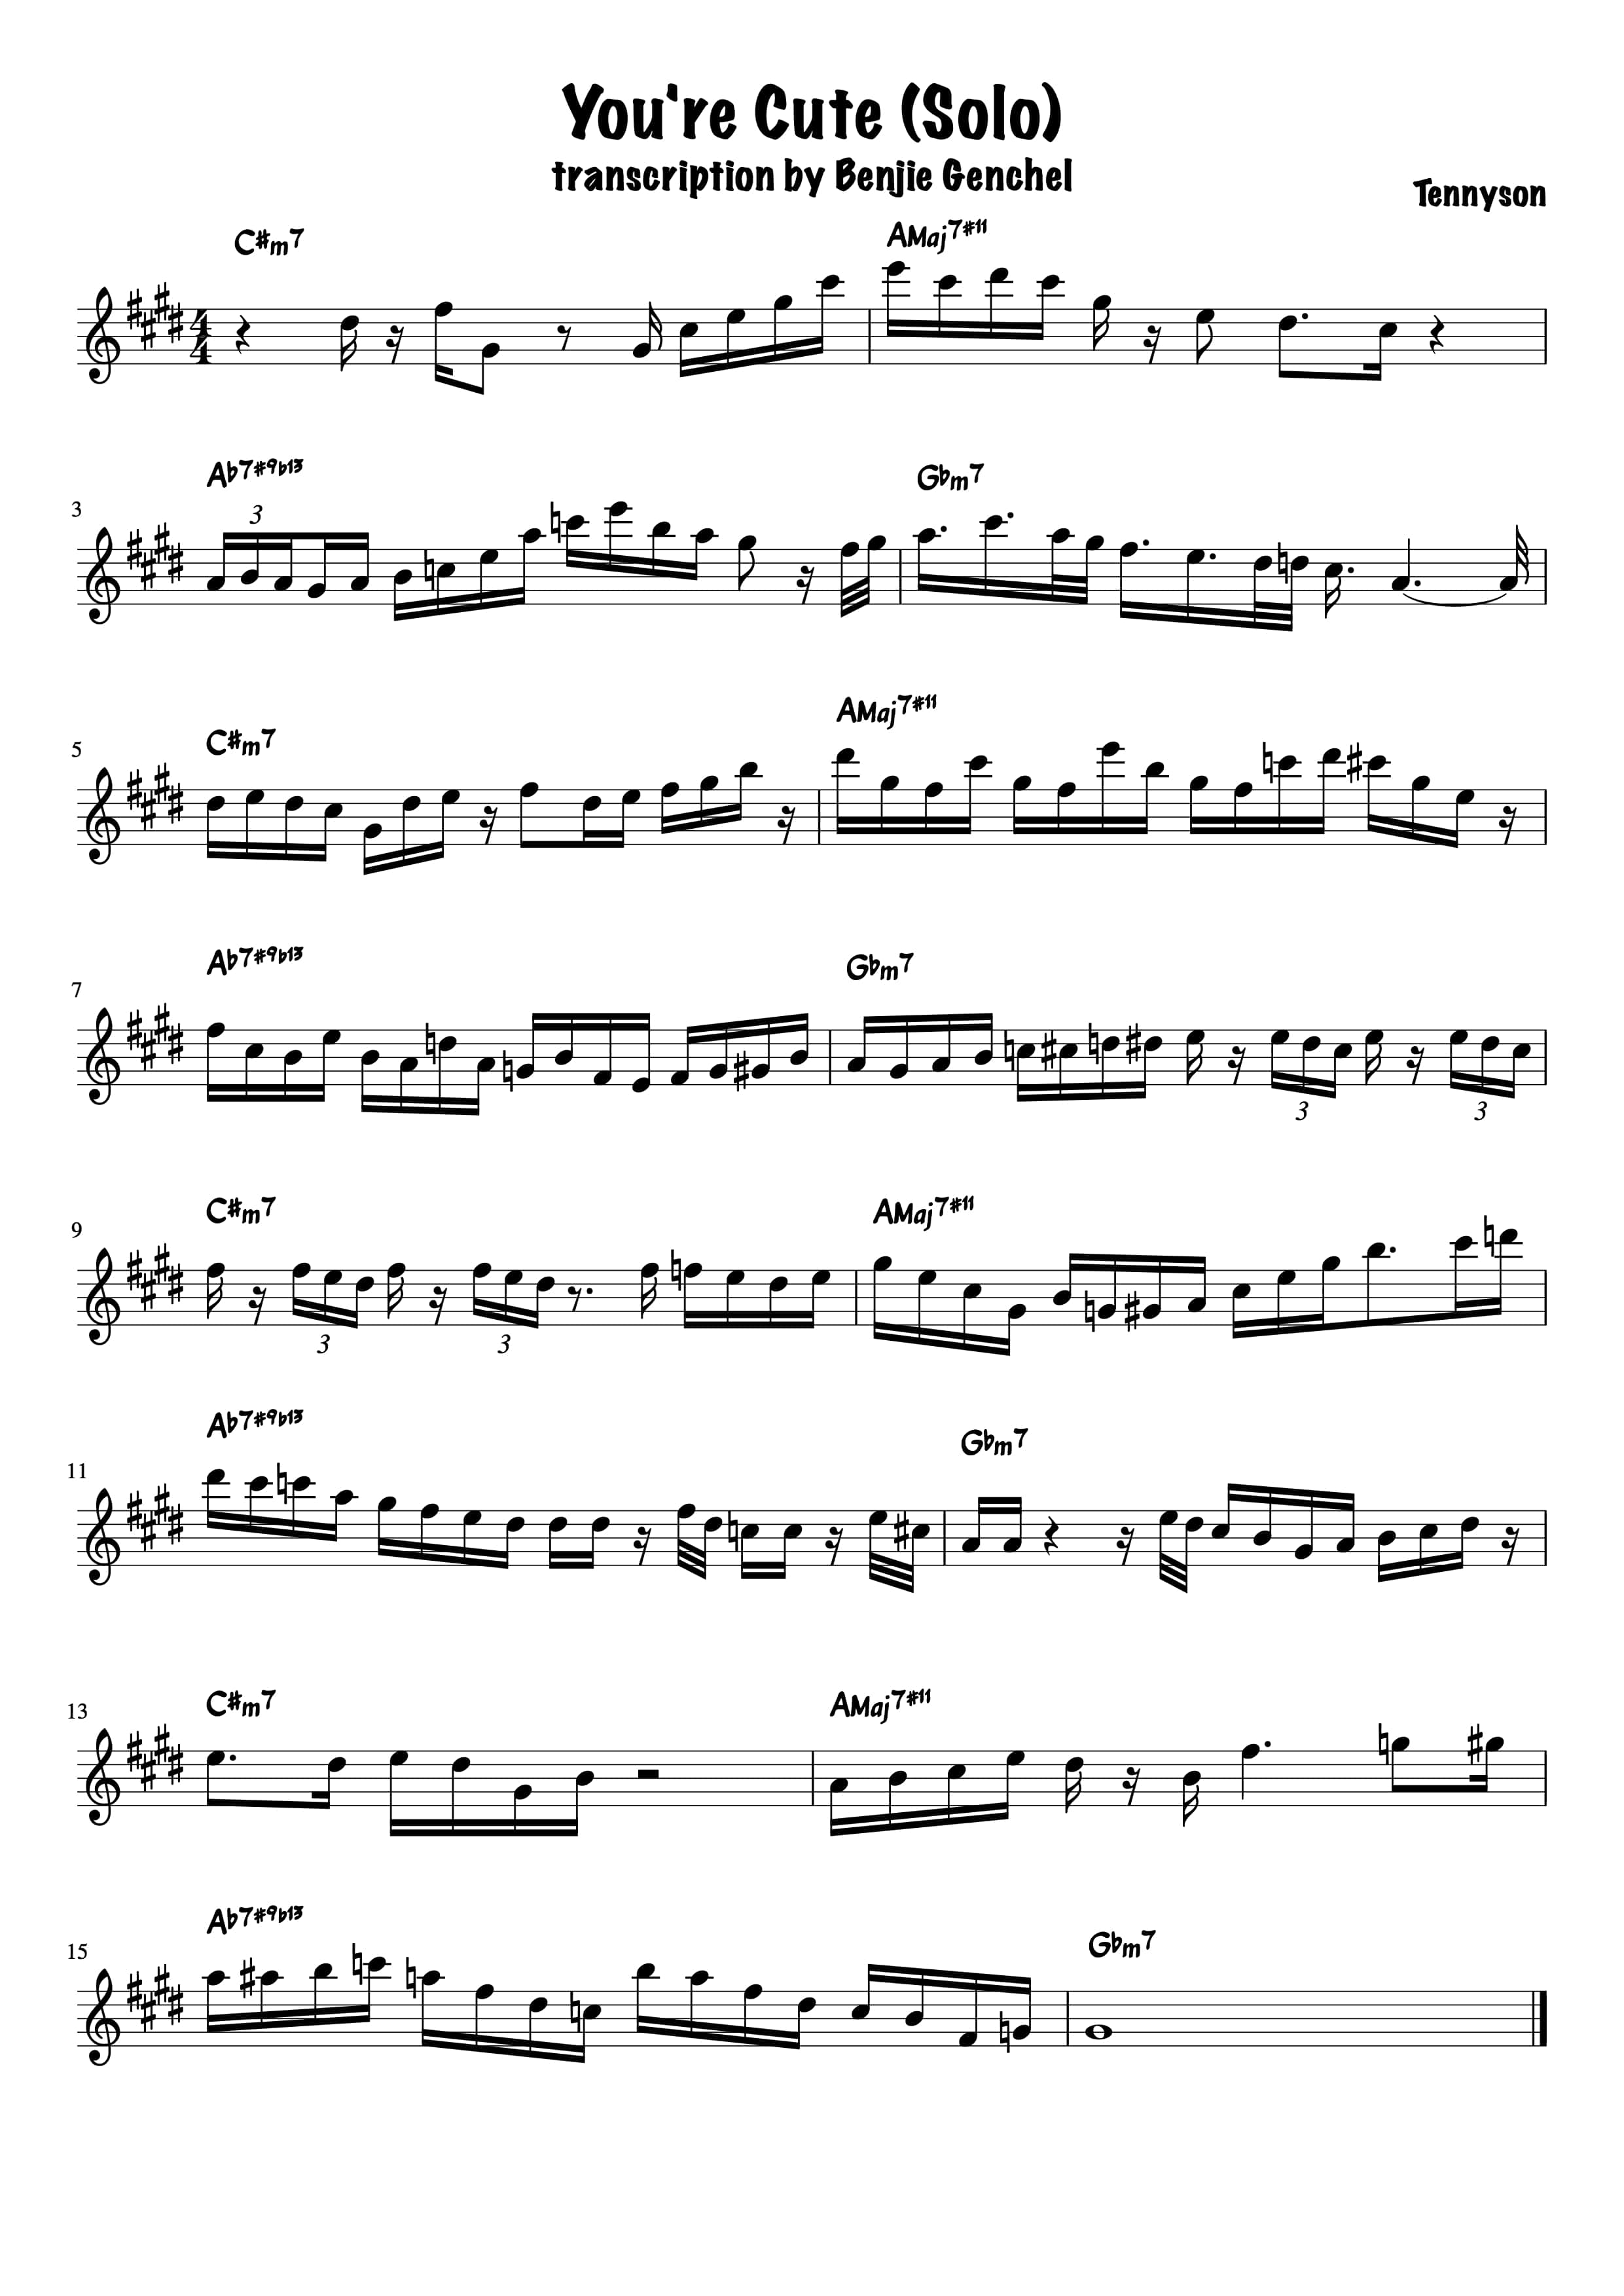 You're Cute (Solo)
transcription by Benjie Genchel
Tennyson
C#m7 AMaj7#11
4
4
3 Ab7#9b13 Gbm7
3
5 C#m7 AMaj7#11
7 Ab7#9b13 Gbm7
3 3
9 C#m7 AMaj7#11
3 3
11 Ab7#9b13 Gbm7
13 C#m7 AMaj7#11
15 Ab7#9b13 Gbm7